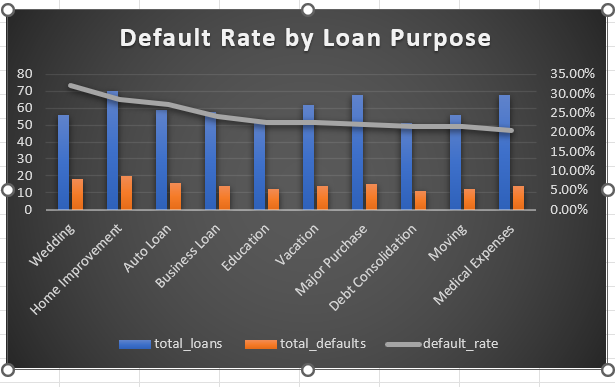 Default Rate by Loan Purpose
80
70
60
50
40
30
20
10
0
35.00%
30.00%
25.00%
20.00%
15.00%
10.00%
5.00%
0.00%
Wedding
Home Improvement
Auto Loan
Business Loan
Education
Vacation
Major Purchase
Debt Consolidation
Moving
Medical Expenses
total_loans
total_defaults
default_rate